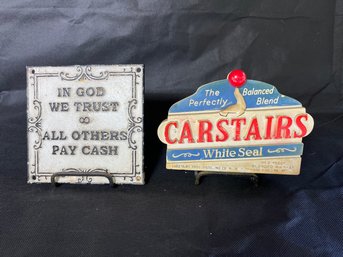 IN GOD
WE TRUST
∞
ALL OTHERS
PAY CASH
The Balanced
Perfectly Blend
CARSTAIRS
White Seal